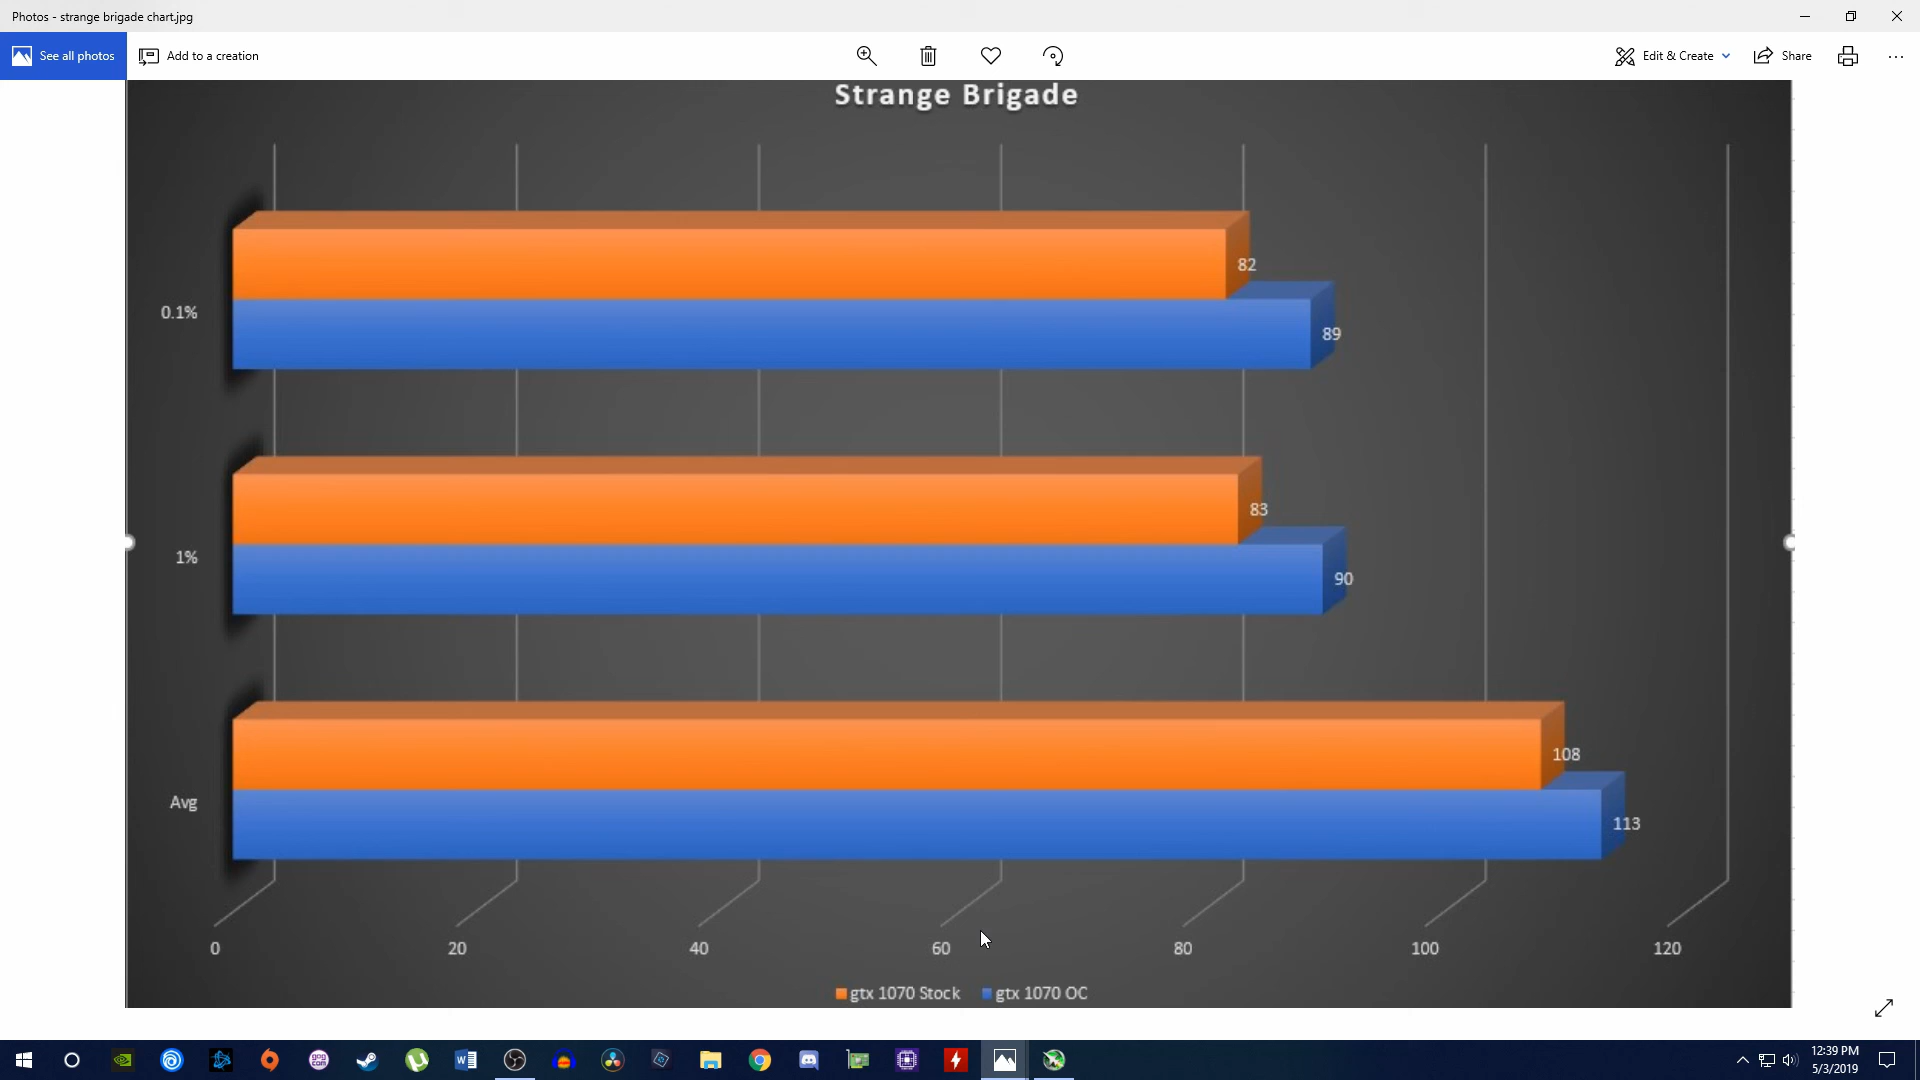 Photos - strange brigade chart.jpg
See all photos
Add to a creation
Edit & Create
Share
Strange Brigade
82
0.1%
89
83
1%
90
108
Avg
113
0 20 40 60 80 100 120
gtx 1070 Stock gtx 1070 OC
12:39 PM
5/3/2019